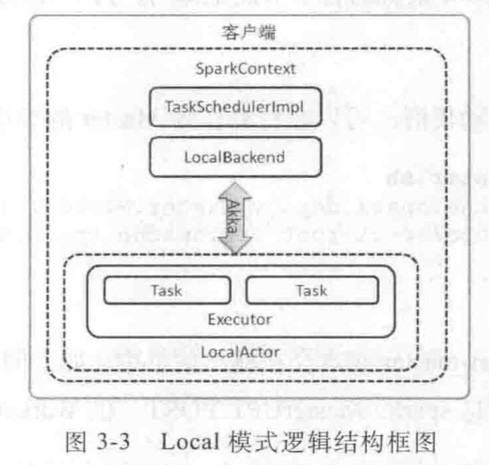 客户端
SparkContext
TaskSchedulerImpl
LocalBackend
Akka
Task Task
Executor
LocalActor
图 3-3 Local 模式逻辑结构框图